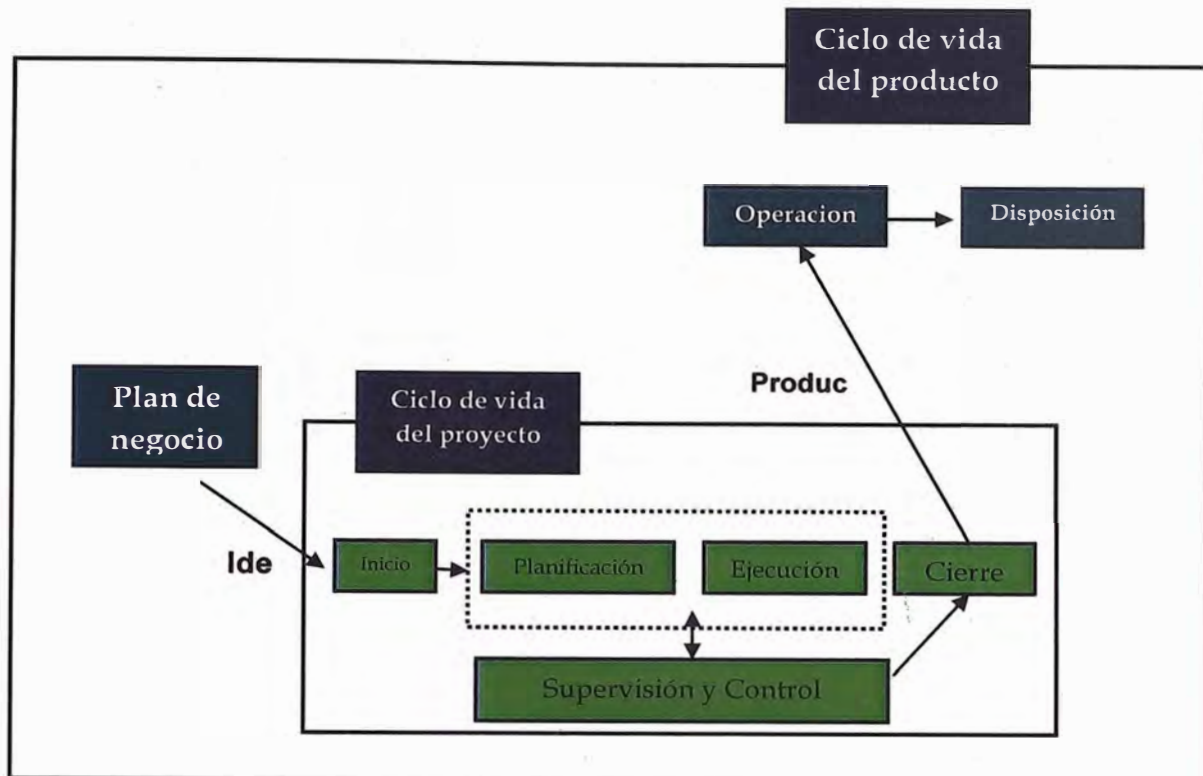 Ciclo de vida
del producto
Operacion
Disposición
Plan de
negocio
Ciclo de vida
del proyecto
Produc
Ide
Inicio
Planificación
Ejecución
Cierre
Supervisión y Control